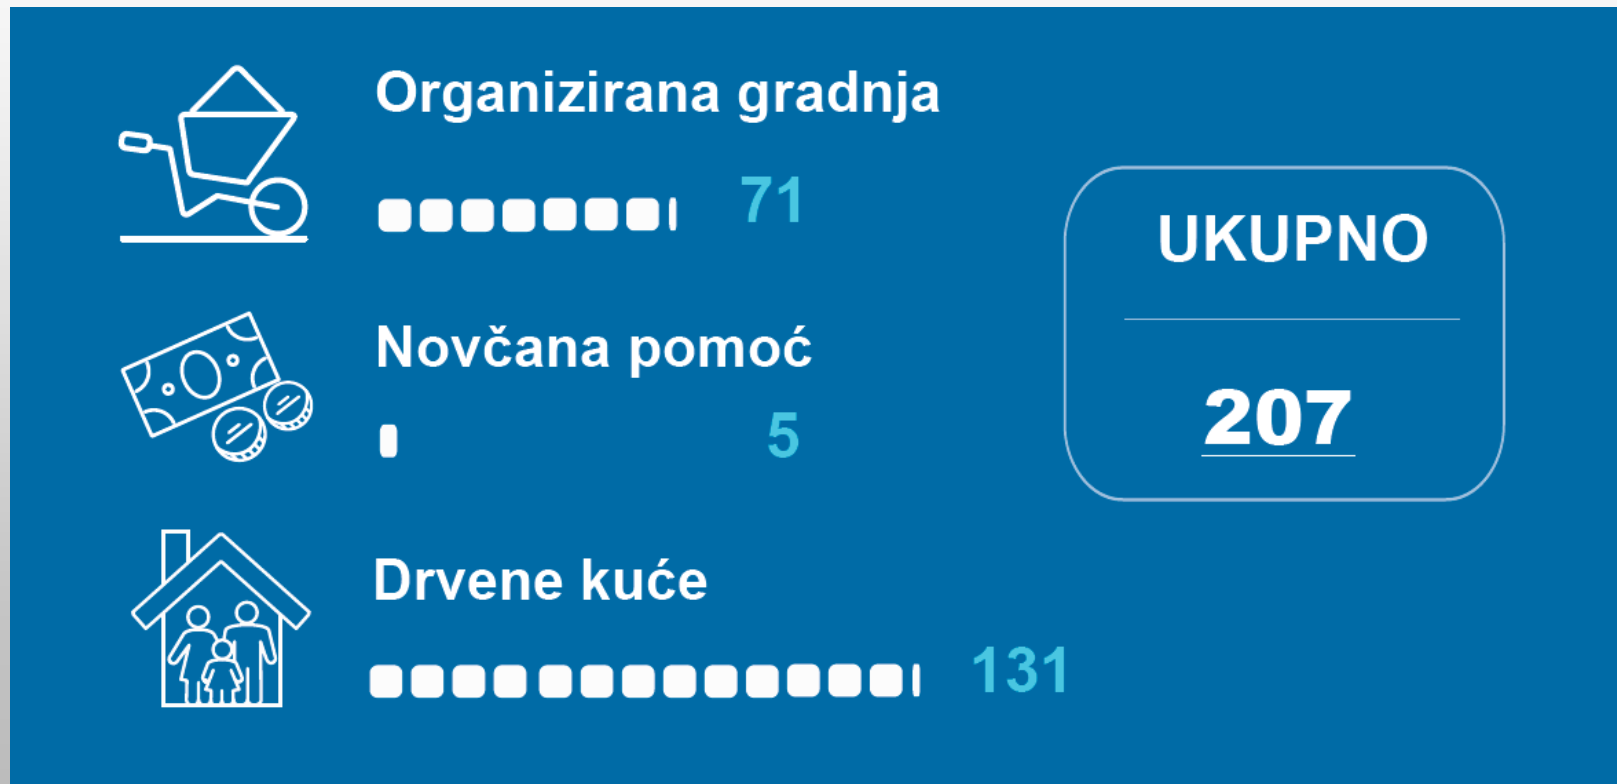 Organizirana gradnja
71
Novčana pomoć
5
Drvene kuće
131
UKUPNO
207